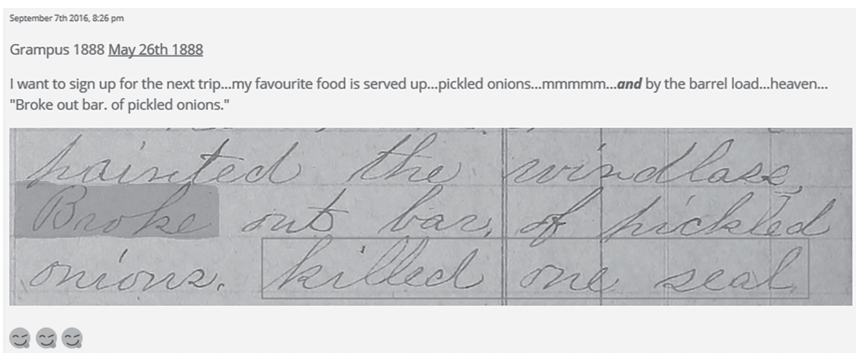 September 7th 2016, 8:26 pm
Grampus 1888 May 26th 1888
I want to sign up for the next trip...my favourite food is served up...pickled onions...mmmmm...and by the barrel load...heaven...
"Broke out bar. of pickled onions."
painted the windlass,
Broke out bar, of pickled
onions. killed one seal